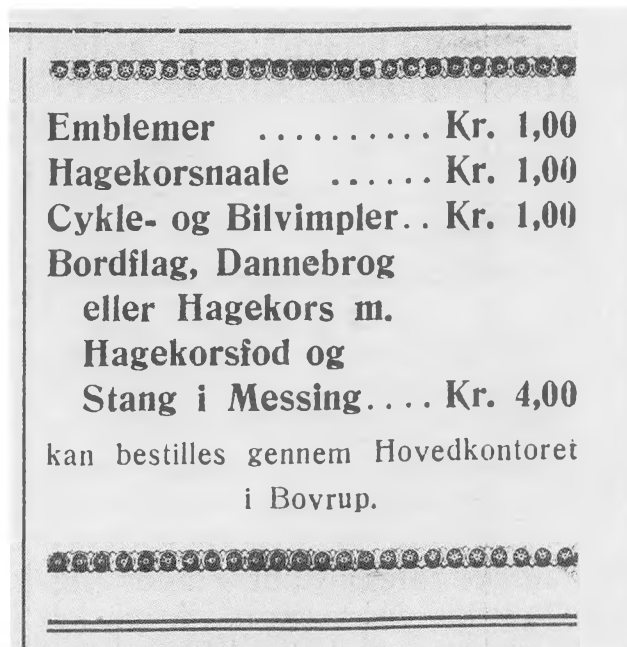 Emblemer .......... Kr. 1,00
Hagekorsnaale ...... Kr. 1,00
Cykle- og Bilvimpler.. Kr. 1,00
Bordflag, Dannebrog
eller Hagekors m.
Hagekorsfod og
Stang i Messing.... Kr. 4,00
kan bestilles gennem Hovedkontoret
i Bovrup.